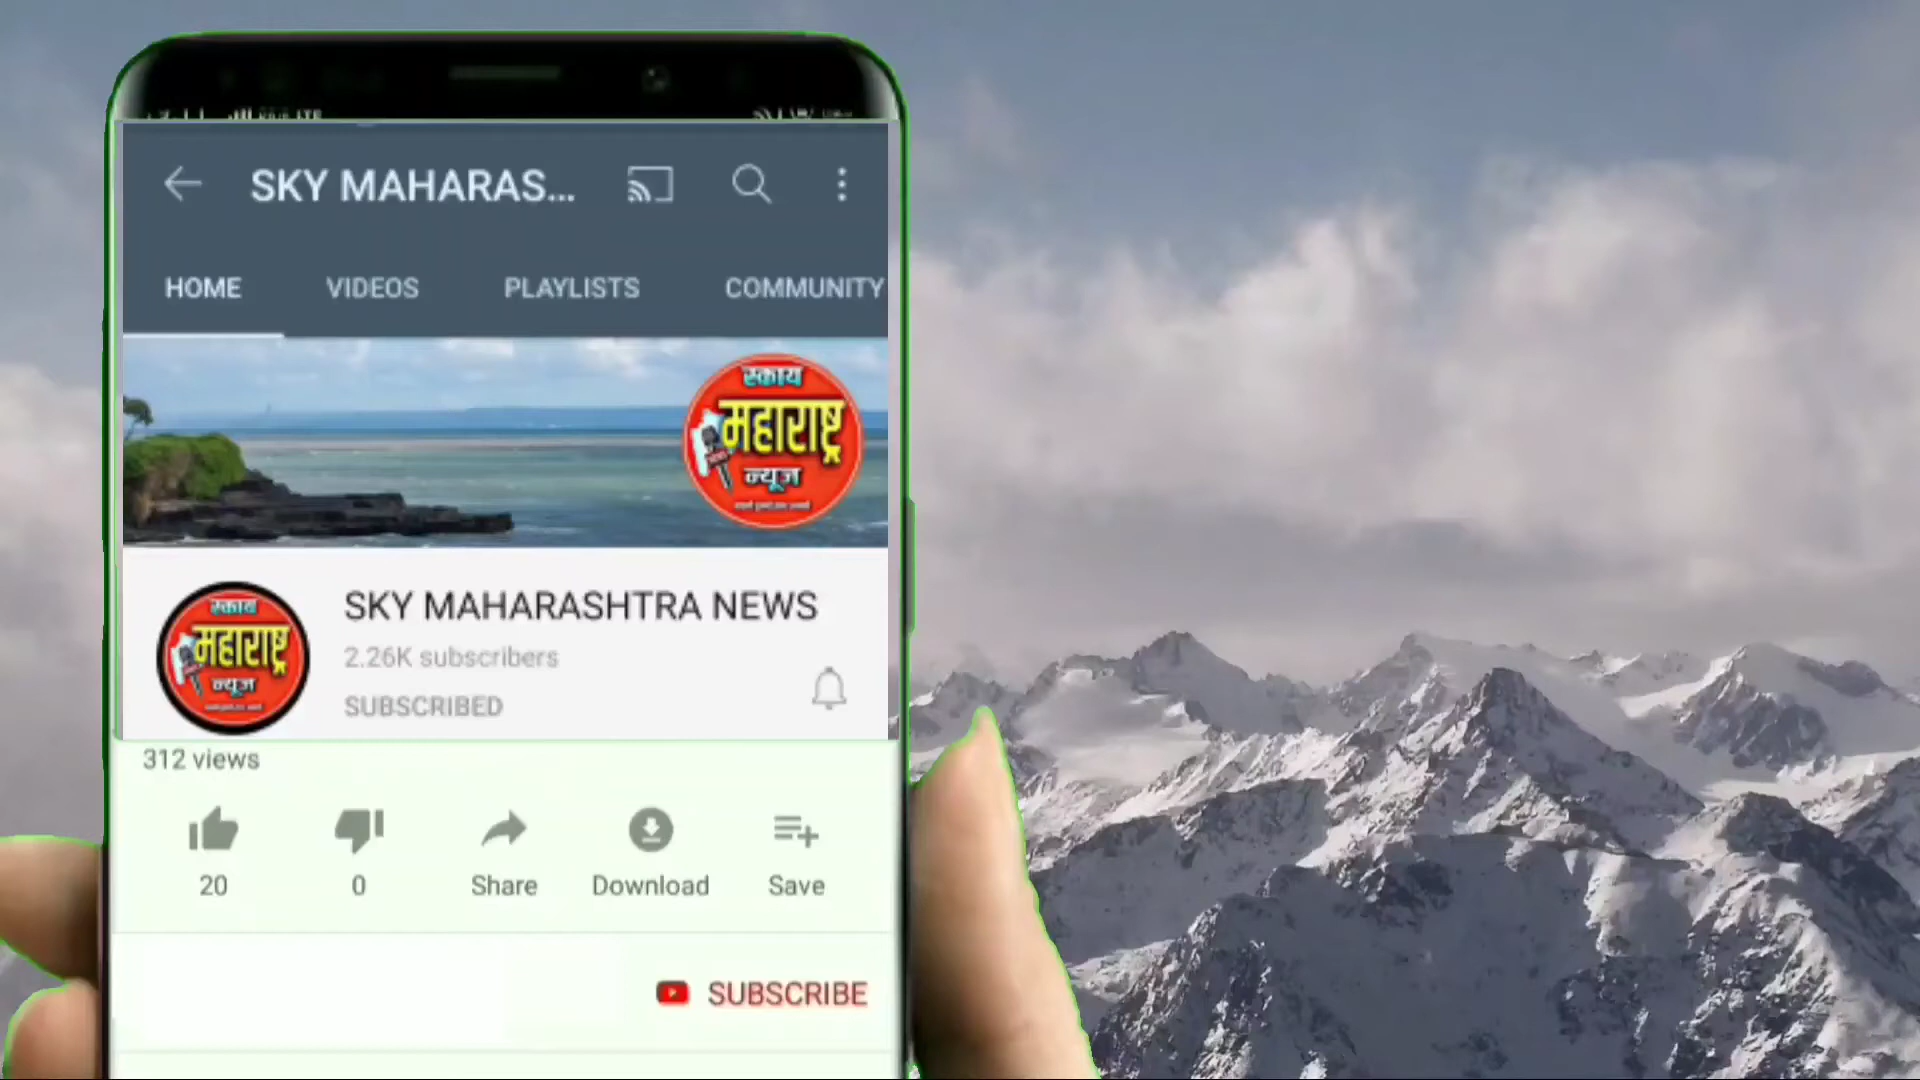 SKY MAHARAS...
HOME VIDEOS PLAYLISTS COMMUNITY
स्काय
महाराष्ट्र
न्यूज
SKY MAHARASHTRA NEWS
2.26K subscribers
SUBSCRIBED
स्काय
महाराष्ट्र
न्यूज
312 views
20 0 Share Download Save
SUBSCRIBE